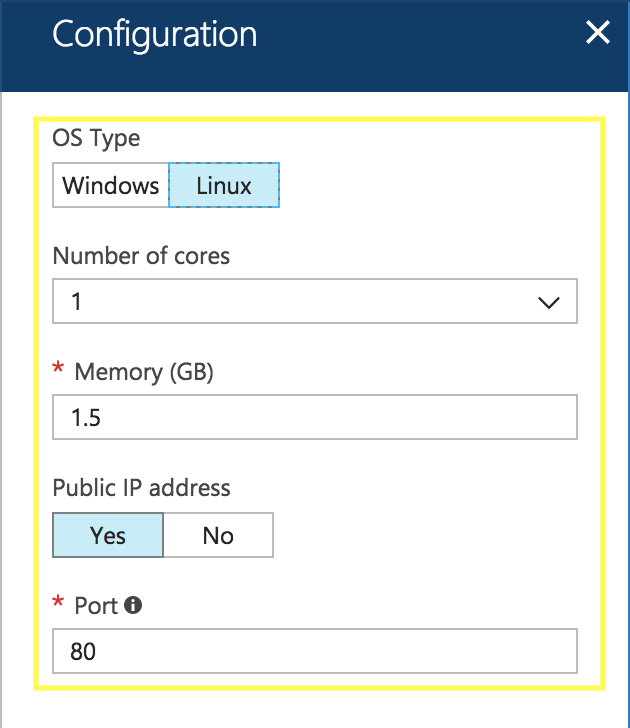 Configuration
OS Type
Windows Linux
Number of cores
1
* Memory (GB)
1.5
Public IP address
Yes No
* Port
80